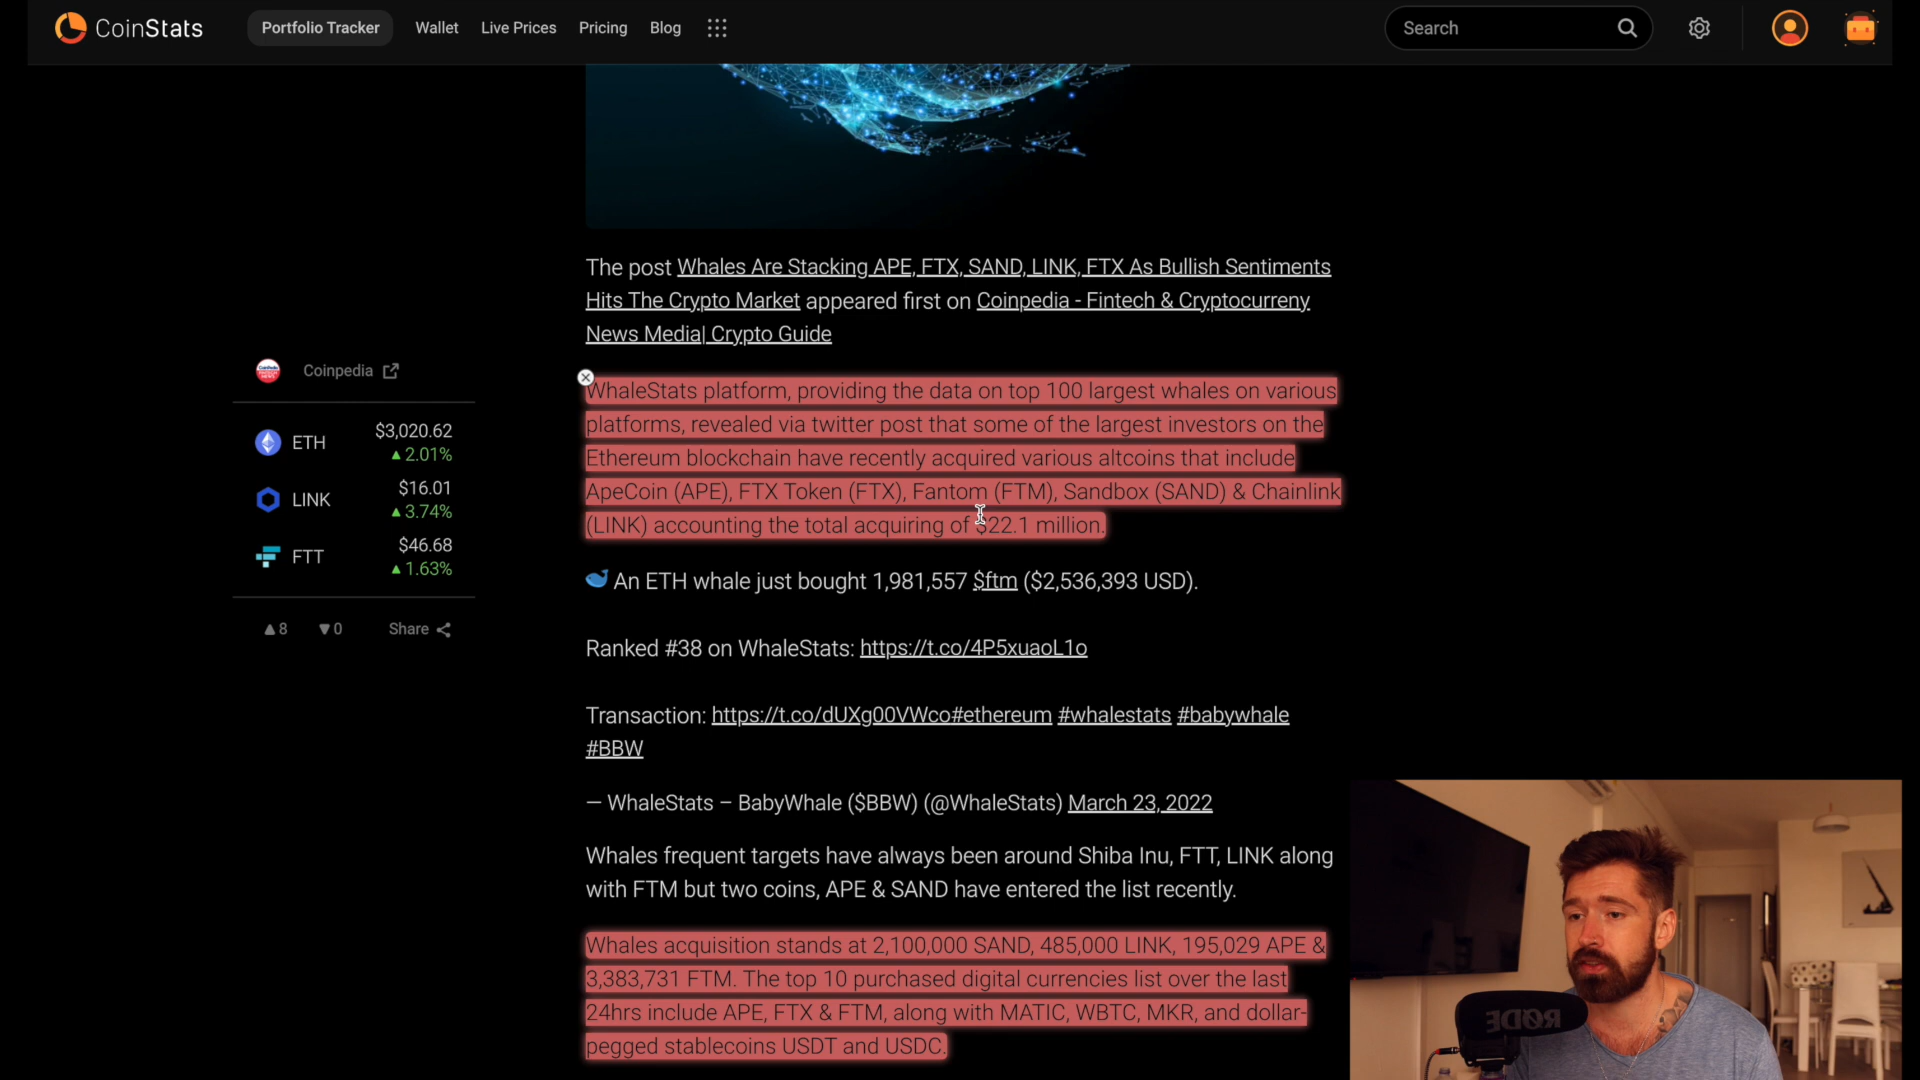 CoinStats
Portfolio Tracker
Wallet
Live Prices
Pricing
Blog
Search
The post Whales Are Stacking APE, FTX, SAND, LINK, FTX As Bullish Sentiments
Hits The Crypto Market appeared first on Coinpedia - Fintech & Cryptocurreny
News Media| Crypto Guide
Coinpedia
ETH
$3,020.62
▲2.01%
LINK
$16.01
▲3.74%
FTT
$46.68
▲1.63%
▲8
▼0
Share
WhaleStats platform, providing the data on top 100 largest whales on various
platforms, revealed via twitter post that some of the largest investors on the
Ethereum blockchain have recently acquired various altcoins that include
ApeCoin (APE), FTX Token (FTX), Fantom (FTM), Sandbox (SAND) & Chainlink
(LINK) accounting the total acquiring of $22.1 million.
An ETH whale just bought 1,981,557 $ftm ($2,536,393 USD).
Ranked #38 on WhaleStats: https://t.co/4P5xuaoL1o
Transaction: https://t.co/dUXg00VWco#ethereum #whalestats #babywhale
#BBW
— WhaleStats – BabyWhale ($BBW) (@WhaleStats) March 23, 2022
Whales frequent targets have always been around Shiba Inu, FTT, LINK along
with FTM but two coins, APE & SAND have entered the list recently.
Whales acquisition stands at 2,100,000 SAND, 485,000 LINK, 195,029 APE &
3,383,731 FTM. The top 10 purchased digital currencies list over the last
24hrs include APE, FTX & FTM, along with MATIC, WBTC, MKR, and dollar-
pegged stablecoins USDT and USDC.
RØDE